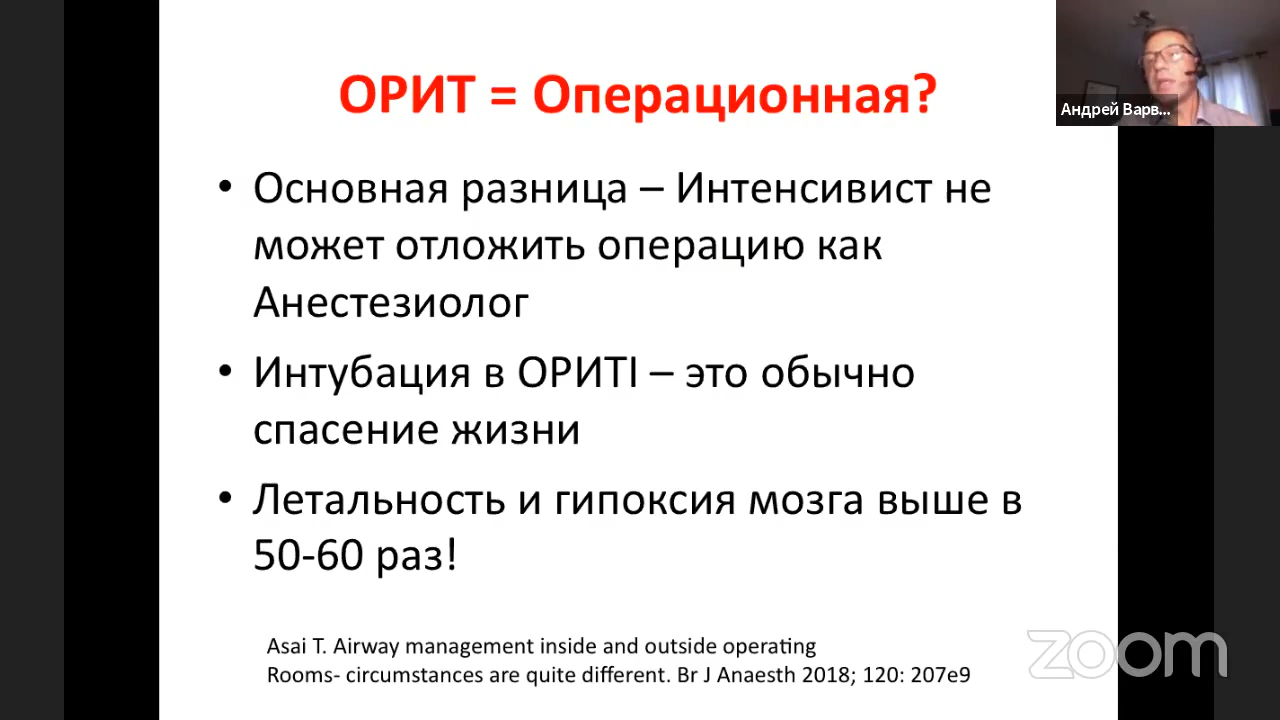 ОРИТ = Операционная?
Андрей Варв...
• Основная разница – Интенсивист не
может отложить операцию как
Анестезиолог
• Интубация в ОРИТІ – это обычно
спасение жизни
• Летальность и гипоксия мозга выше в
50-60 раз!
Asai T. Airway management inside and outside operating
Rooms- circumstances are quite different. Br J Anaesth 2018; 120: 207e9
zoom